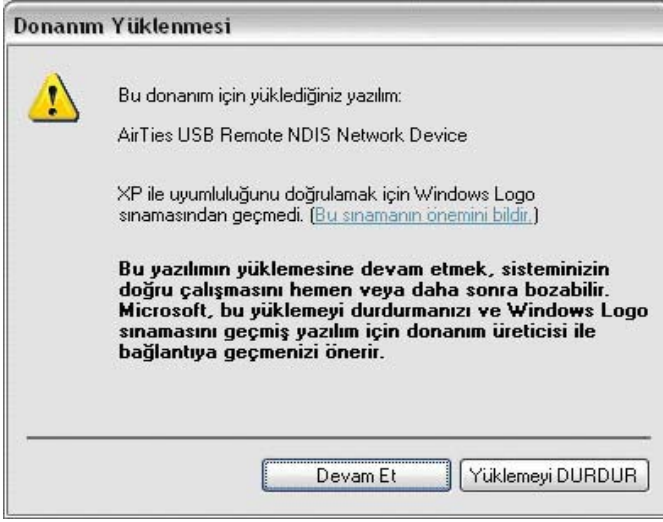 Donanım Yüklenmesi
Bu donanım için yüklediğiniz yazılım:
AirTies USB Remote NDIS Network Device
XP ile uyumluluğunu doğrulamak için Windows Logo
sınamasından geçmedi. (Bu sınamanın önemini bildir.)
Bu yazılımın yüklemesine devam etmek, sisteminizin
doğru çalışmasını hemen veya daha sonra bozabilir.
Microsoft, bu yüklemeyi durdurmanızı ve Windows Logo
sınamasını geçmiş yazılım için donanım üreticisi ile
bağlantıya geçmenizi önerir.
Devam Et
Yüklemeyi DURDUR